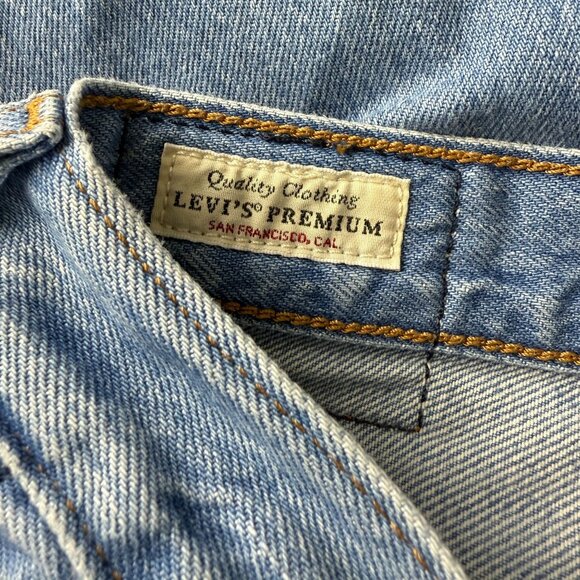 Quality Clothing
LEVI'S® PREMIUM
SAN FRANCISCO, CAL.